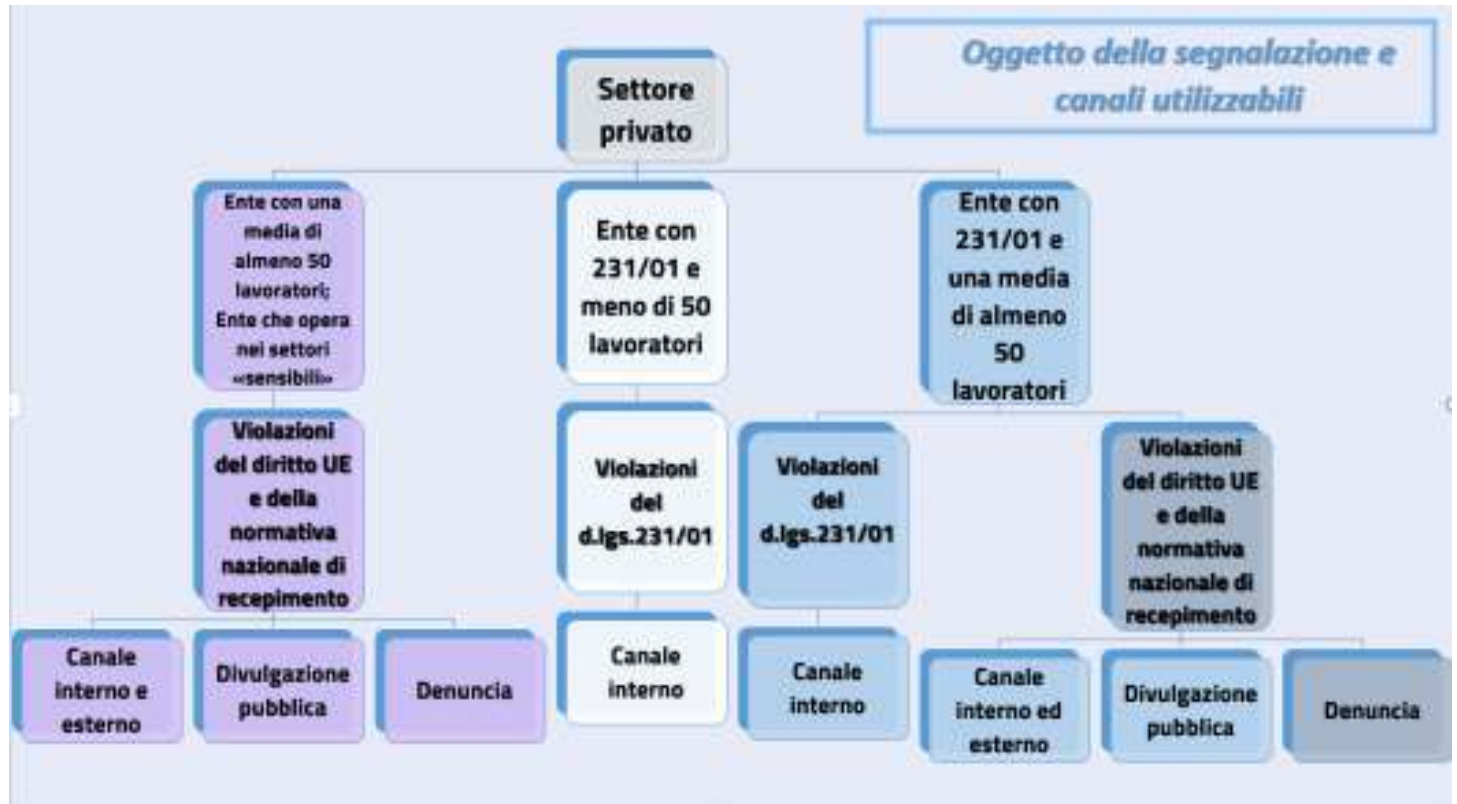 Oggetto della segnalazione e
canali utilizzabili
Settore
privato
Ente con una
media di
almeno 50
lavoratori;
Ente che opera
nei settori
«sensibili»
Ente con
231/01 e
meno di 50
lavoratori
Ente con
231/01 e
una media
di almeno
50
lavoratori
Violazioni
del diritto UE
e della
normativa
nazionale di
recepimento
Violazioni
del
d.lgs.231/01
Violazioni
del
d.lgs.231/01
Violazioni
del diritto UE
e della
normativa
nazionale di
recepimento
Canale
interno e
esterno
Divulgazione
pubblica
Denuncia
Canale
interno
Canale
interno
Canale
interno ed
esterno
Divulgazione
pubblica
Denuncia